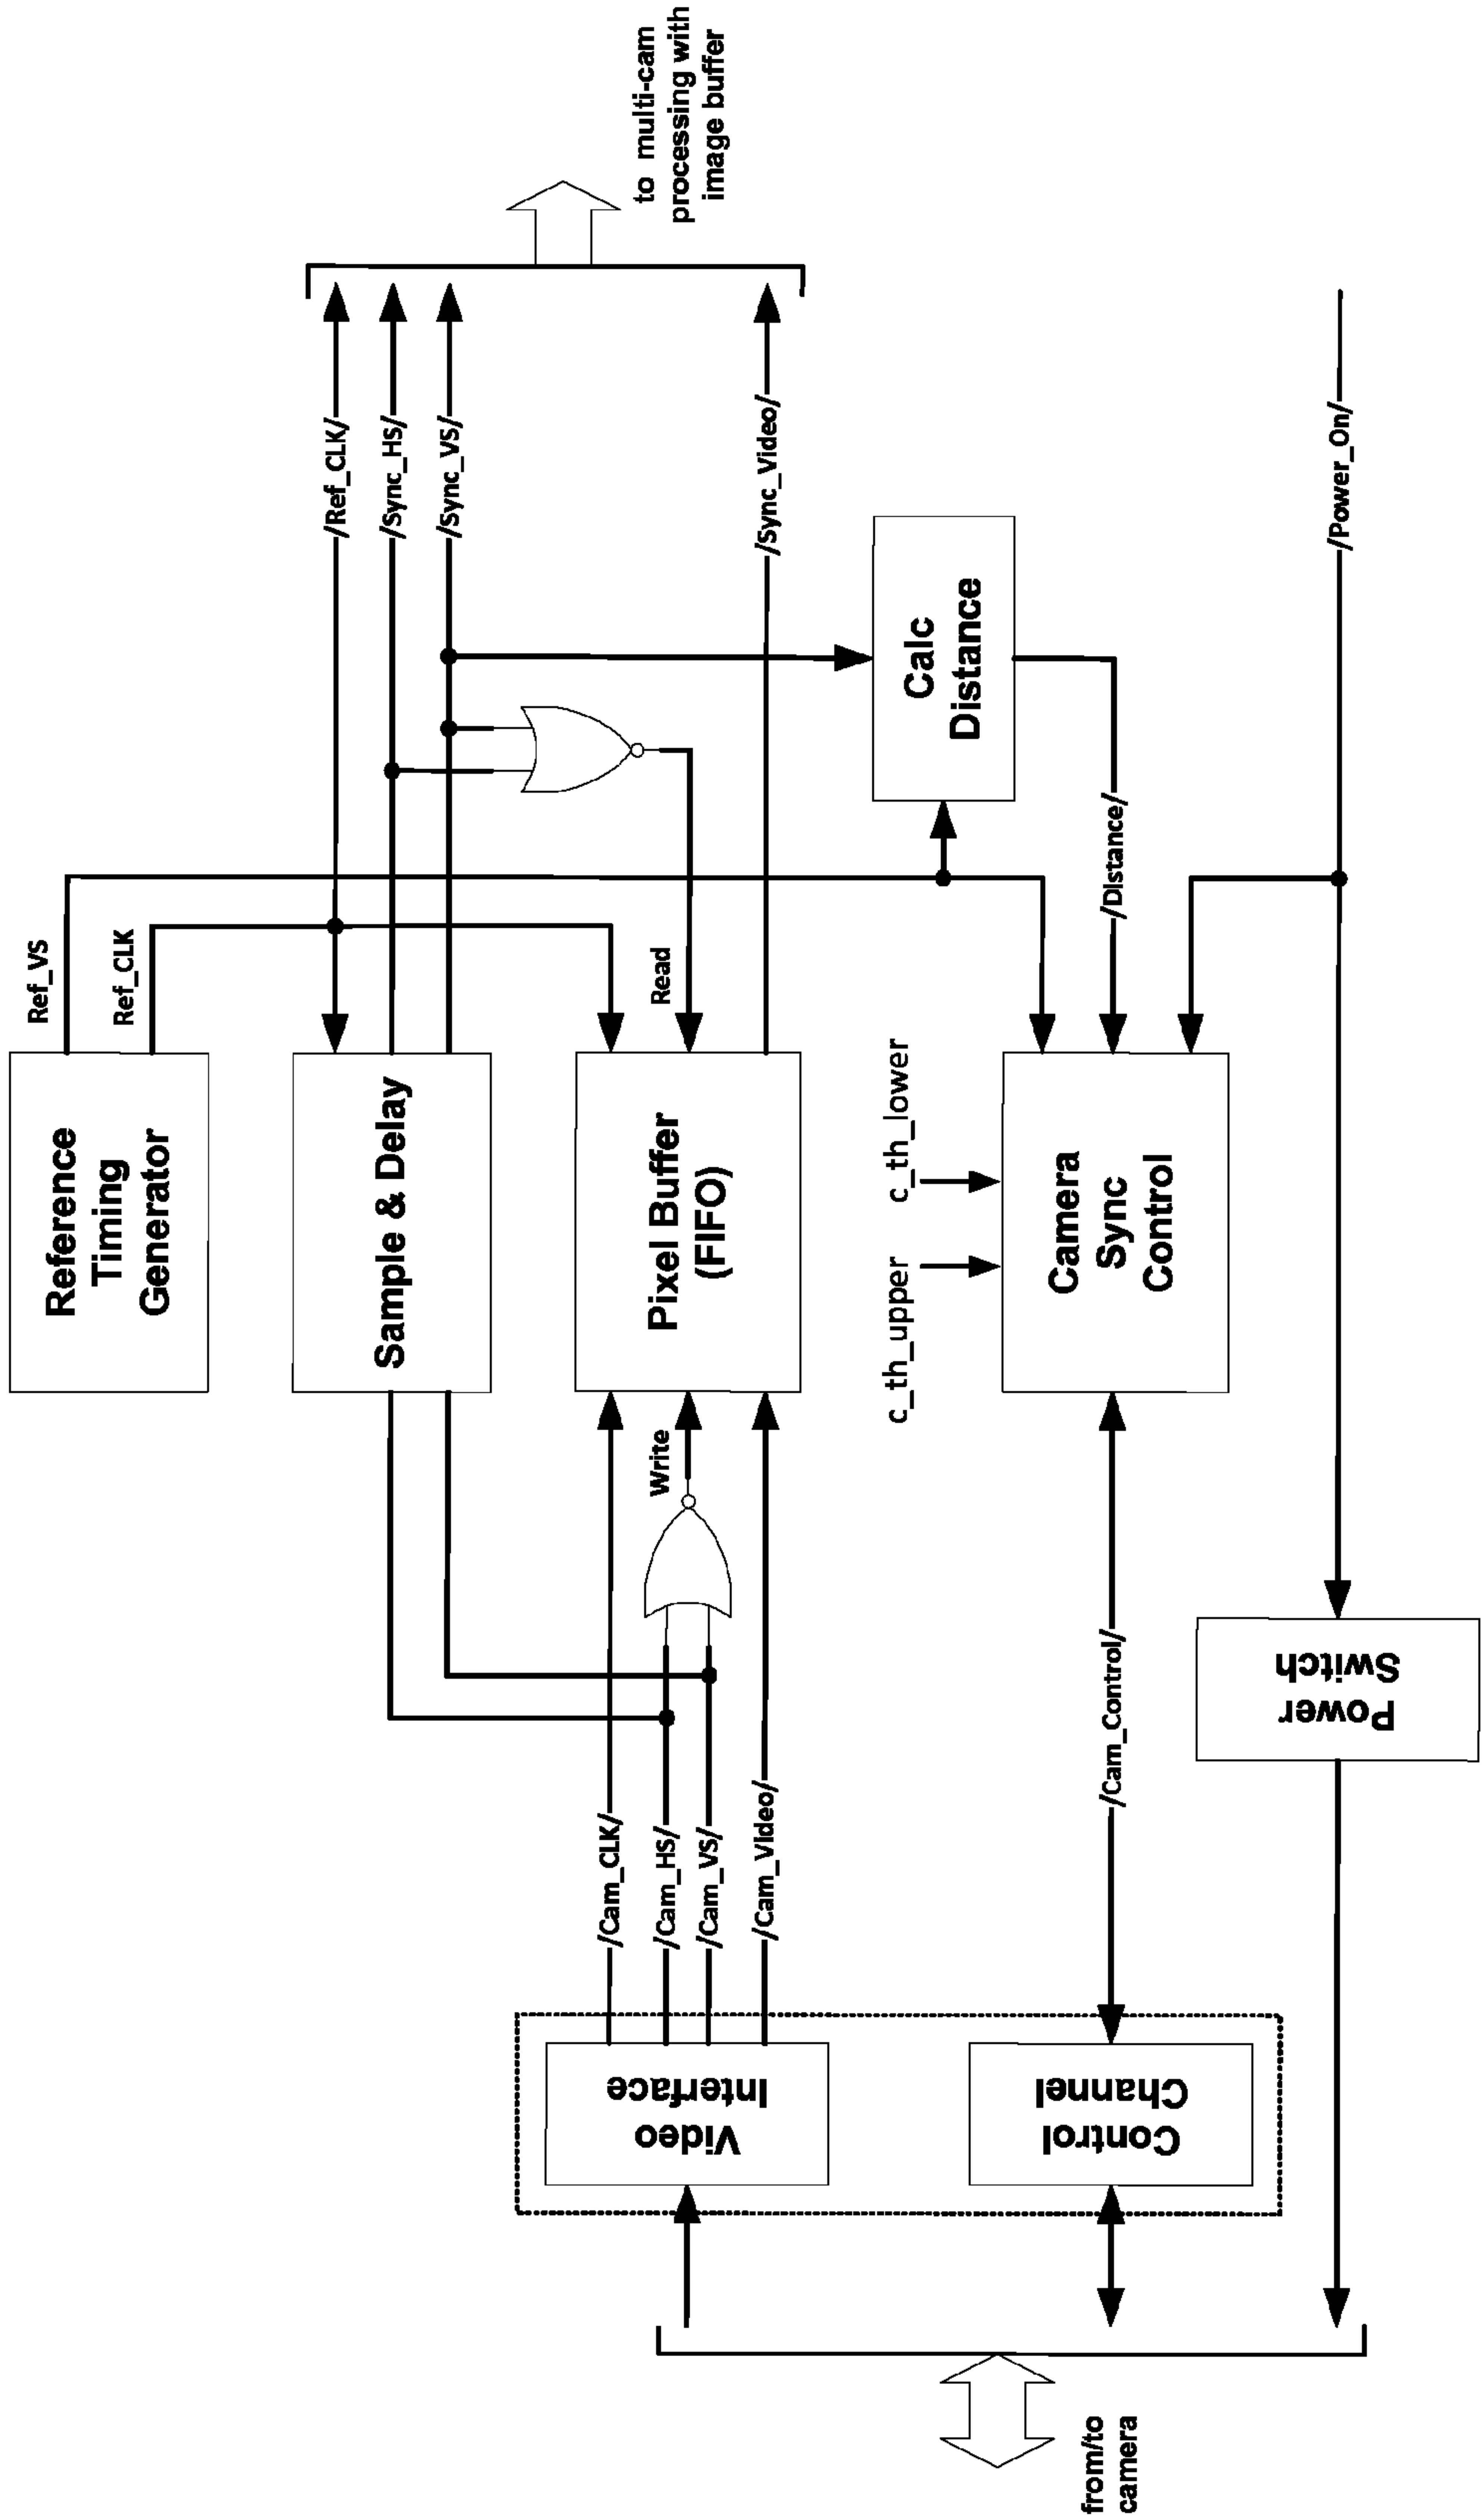 Reference
Timing
Generator
Ref_VS
Ref_CLK
/Ref_CLK/
/Sync_HS/
/Sync_VS/
to multi-cam
processing with
image buffer
Sample & Delay
/Cam_CLK/
/Cam_HS/
/Cam_VS/
/Cam_Video/
Write
Pixel Buffer
(FIFO)
Read
/Sync_Video/
Video
Interface
Calc
Distance
c_th_upper
c_th_lower
Camera
Sync
Control
/Distance/
/Cam_Control/
Control
Channel
from/to
camera
Power
Switch
/Power_On/